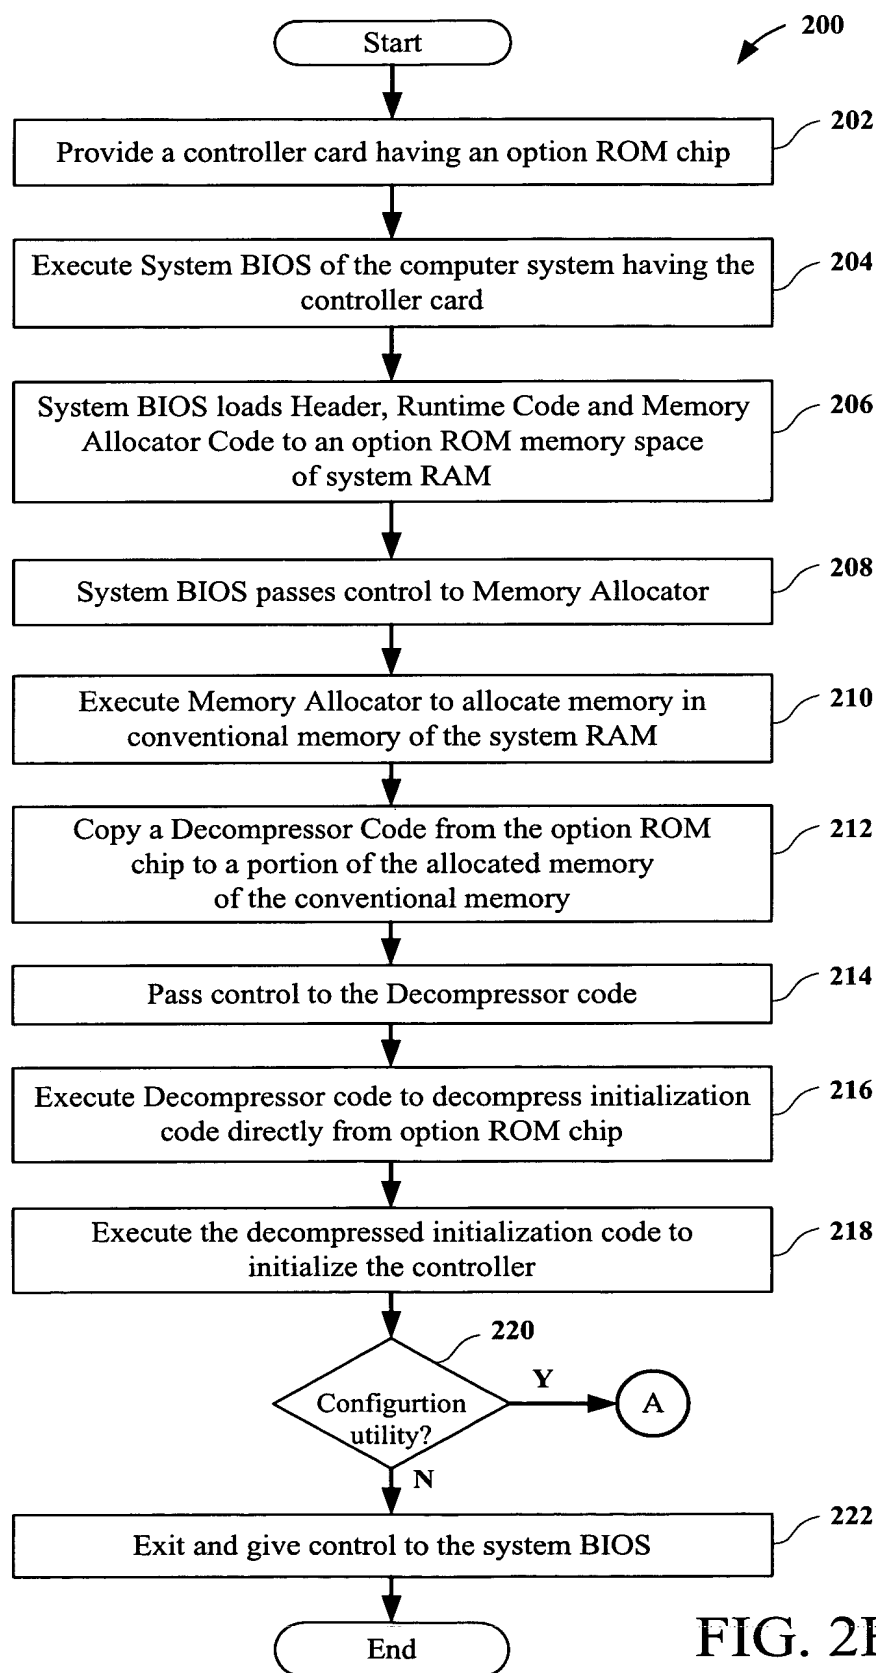 200
Start
202
Provide a controller card having an option ROM chip
204
Execute System BIOS of the computer system having the
controller card
206
System BIOS loads Header, Runtime Code and Memory
Allocator Code to an option ROM memory space
of system RAM
208
System BIOS passes control to Memory Allocator
210
Execute Memory Allocator to allocate memory in
conventional memory of the system RAM
212
Copy a Decompressor Code from the option ROM
chip to a portion of the allocated memory
of the conventional memory
214
Pass control to the Decompressor code
216
Execute Decompressor code to decompress initialization
code directly from option ROM chip
218
Execute the decompressed initialization code to
initialize the controller
220
Configurtion
utility?
Y
A
N
222
Exit and give control to the system BIOS
End
FIG.